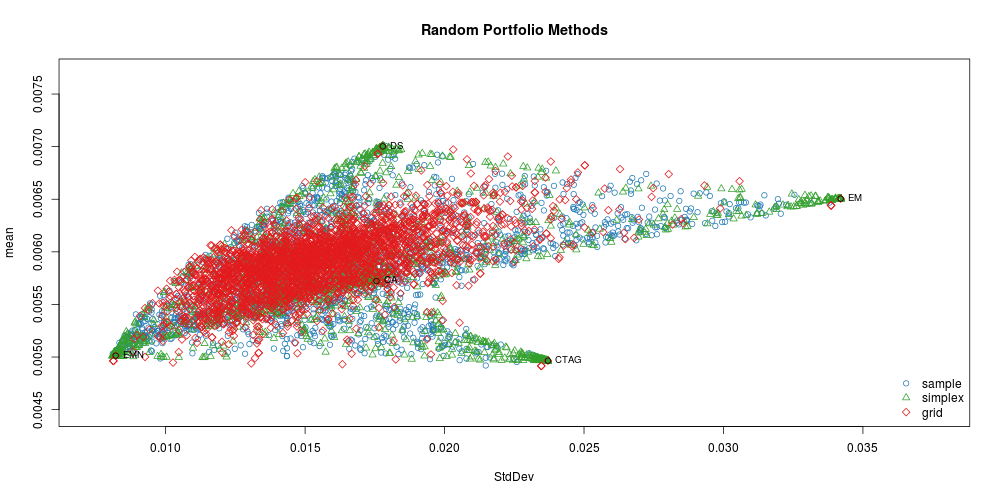 Random Portfolio Methods
mean
0.0075
0.0070
0.0065
0.0060
0.0055
0.0050
0.0045
DS
EM
CA
EMN
CTAG
sample
simplex
grid
0.010 0.015 0.020 0.025 0.030 0.035
StdDev